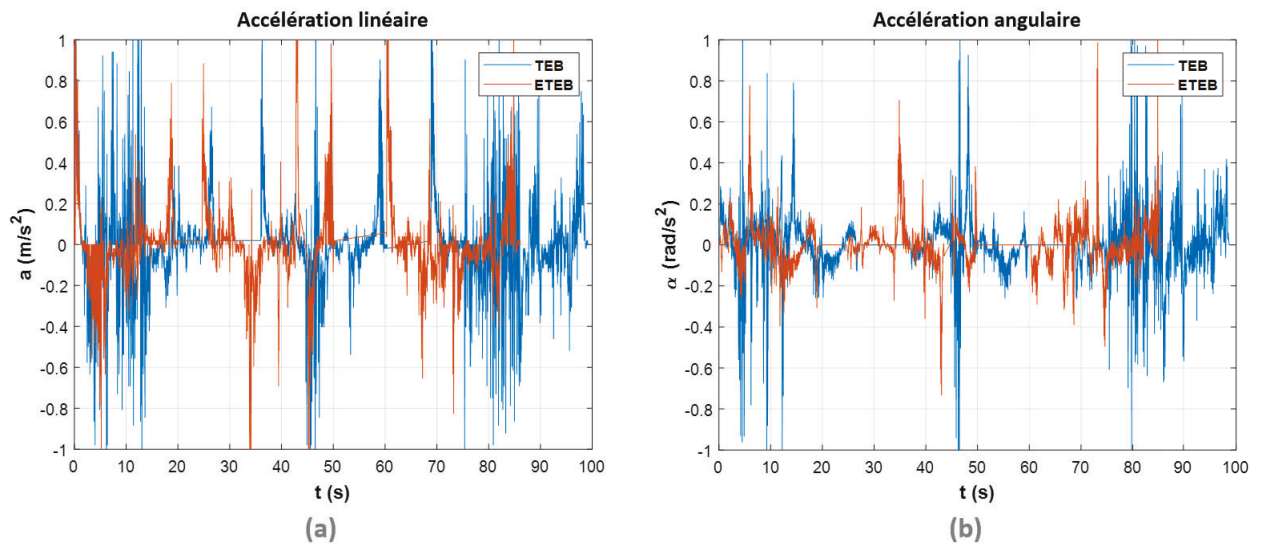 Accélération linéaire
1
0.8
0.6
0.4
0.2
0
-0.2
-0.4
-0.6
-0.8
-1
a (m/s²)
TEB
ETEB
0 10 20 30 40 50 60 70 80 90 100
t (s)
(a)
Accélération angulaire
1
0.8
0.6
0.4
0.2
0
-0.2
-0.4
-0.6
-0.8
-1
α (rad/s²)
TEB
ETEB
0 10 20 30 40 50 60 70 80 90 100
t (s)
(b)